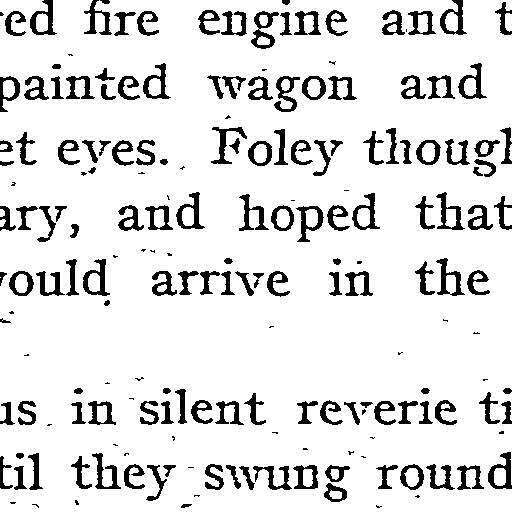 red fire engine and t
painted wagon and
et eyes. Foley though
ary, and hoped that
would arrive in the
us in silent reverie ti
til they swung round